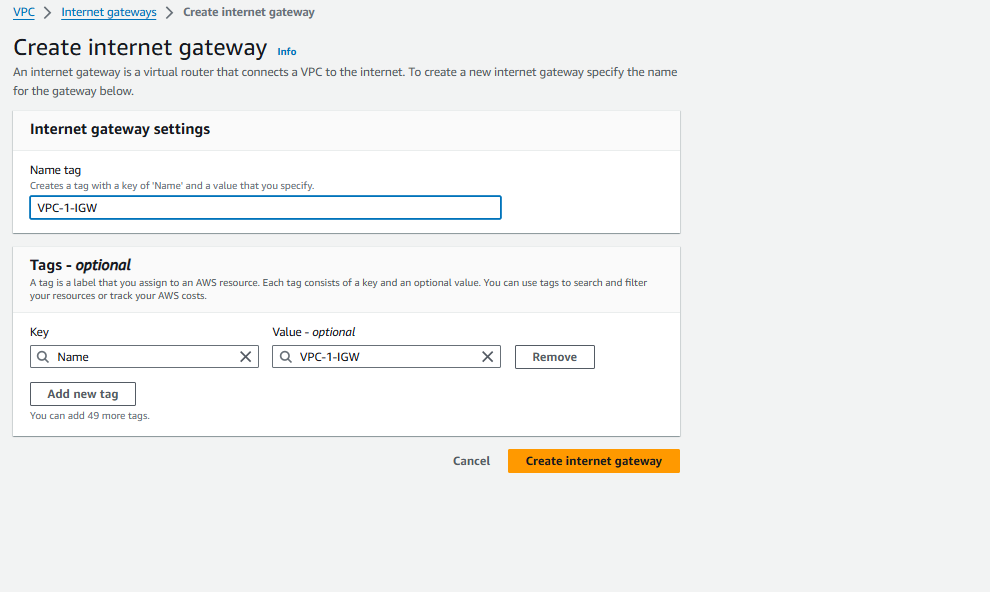 VPC > Internet gateways > Create internet gateway
Create internet gateway Info
An internet gateway is a virtual router that connects a VPC to the internet. To create a new internet gateway specify the name
for the gateway below.
Internet gateway settings
Name tag
Creates a tag with a key of 'Name' and a value that you specify.
VPC-1-IGW
Tags - optional
A tag is a label that you assign to an AWS resource. Each tag consists of a key and an optional value. You can use tags to search and filter
your resources or track your AWS costs.
Key Value - optional
Name VPC-1-IGW Remove
Add new tag
You can add 49 more tags.
Cancel Create internet gateway